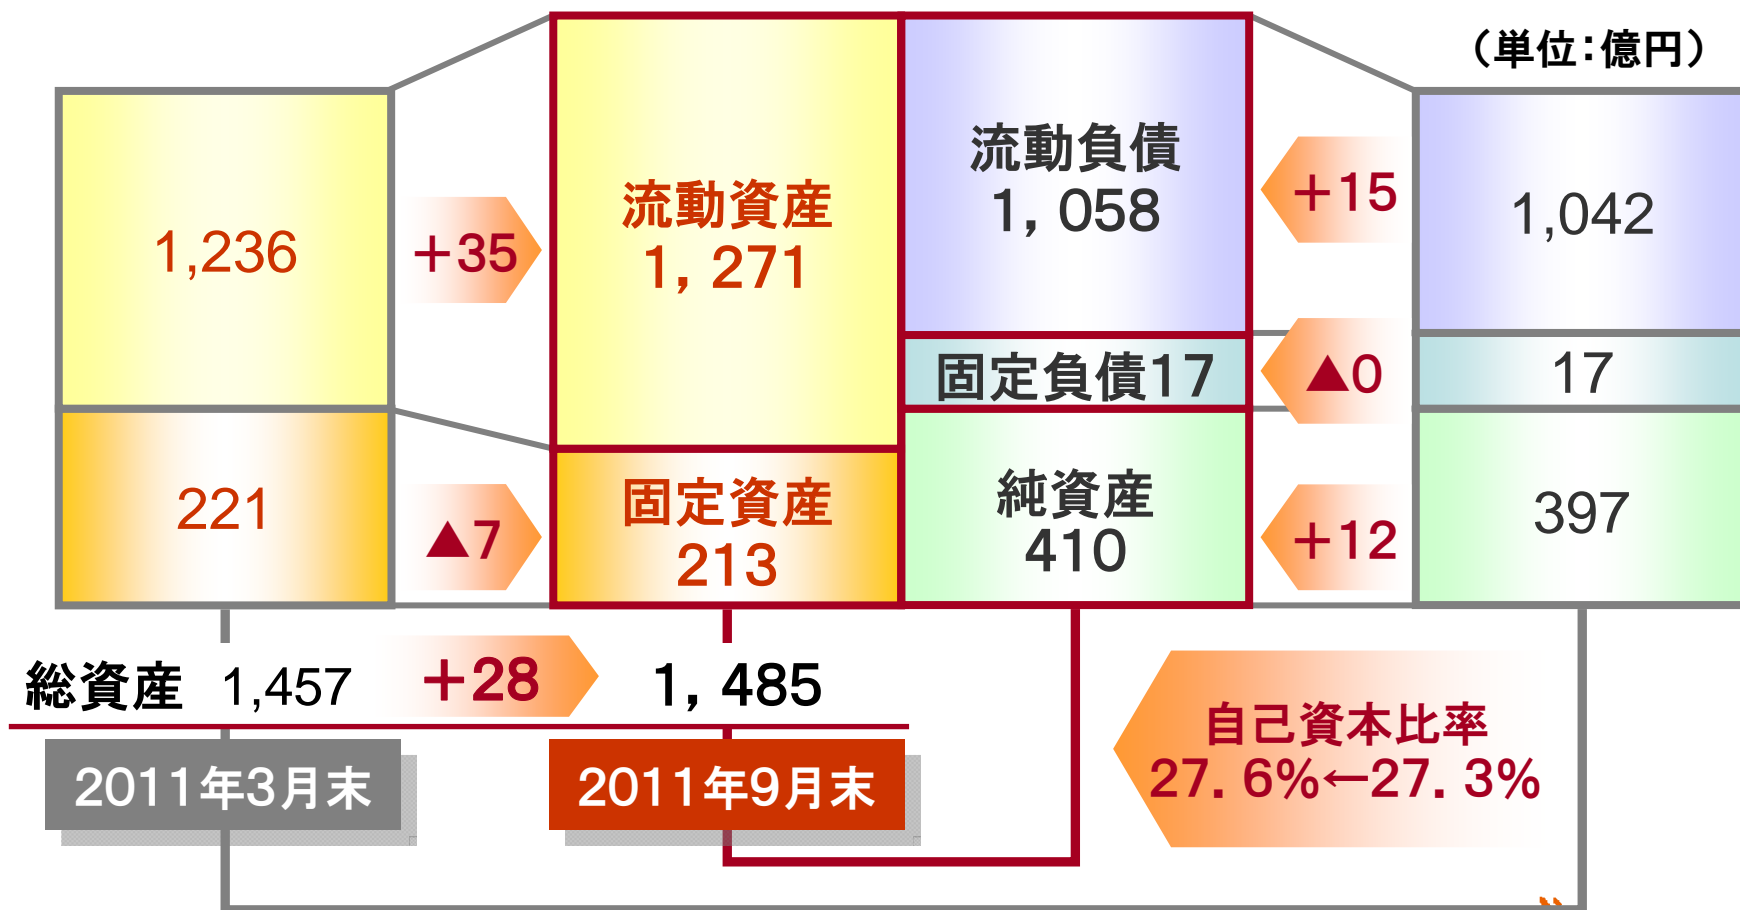 （単位：億円）
1,236
+35
流動資産
1，271
流動負債
1，058
+15
1,042
固定負債17
▲0
17
221
▲7
固定資産
213
純資産
410
+12
397
総資産 1,457 +28 1，485
自己資本比率
27．6%←27．3%
2011年3月末
2011年9月末